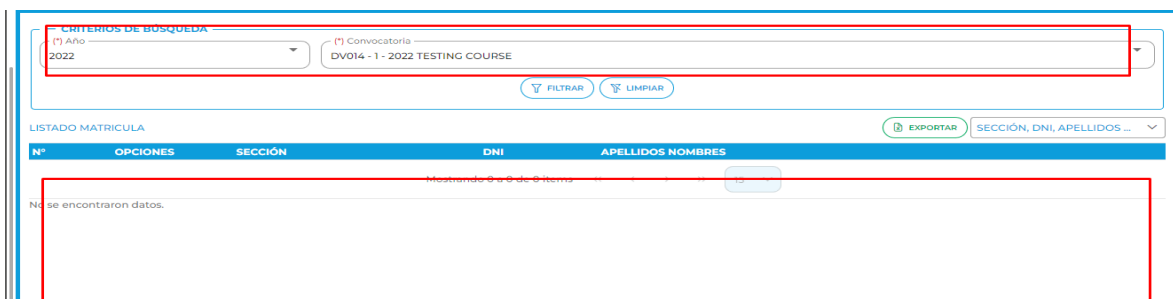 CRITERIOS DE BÚSQUEDA
(*) Año
2022
(*) Convocatoria
DV014 - 1 - 2022 TESTING COURSE
FILTRAR
LIMPIAR
LISTADO MATRICULA
EXPORTAR
SECCIÓN, DNI, APELLIDOS ...
N° OPCIONES SECCIÓN DNI APELLIDOS NOMBRES
Mostrando 0 a 0 de 0 items
15
No se encontraron datos.